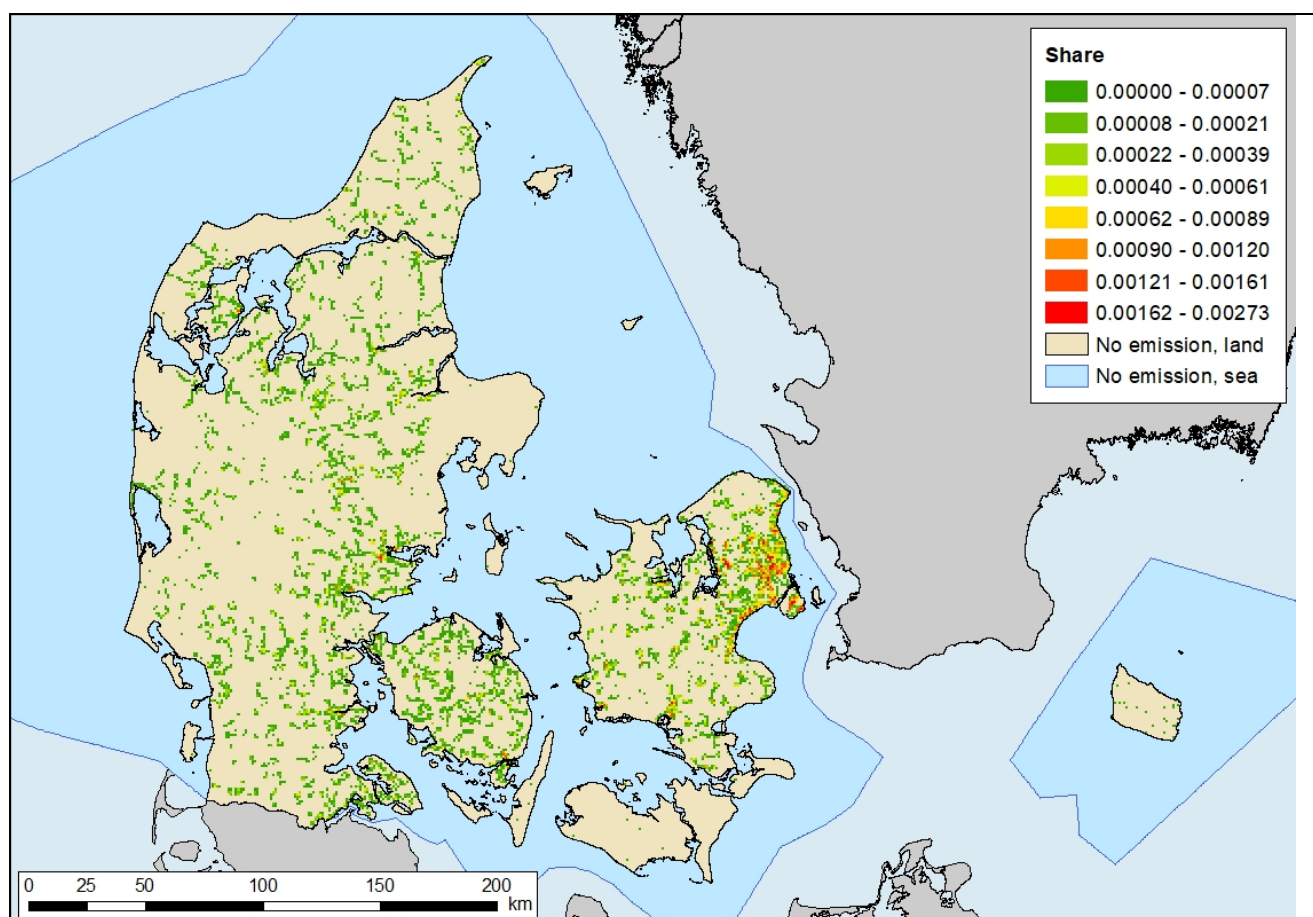 Share
0.00000 - 0.00007
0.00008 - 0.00021
0.00022 - 0.00039
0.00040 - 0.00061
0.00062 - 0.00089
0.00090 - 0.00120
0.00121 - 0.00161
0.00162 - 0.00273
No emission, land
No emission, sea
0 25 50 100 150 200
km